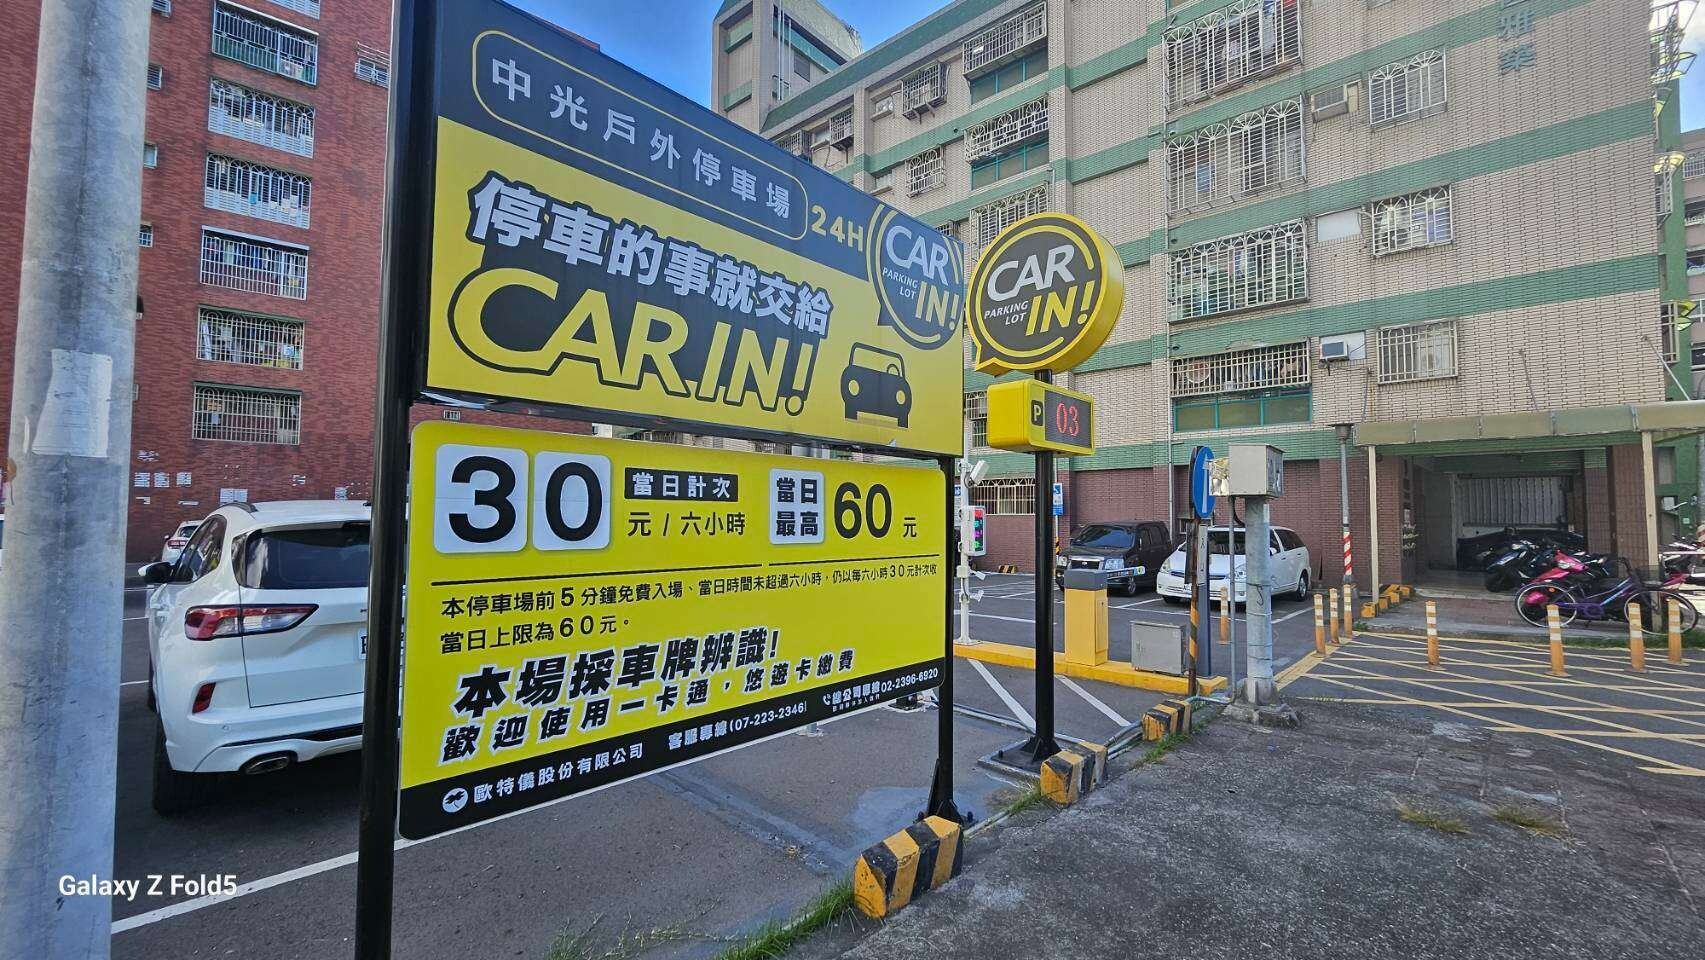 中光戶外停車場
24H
CAR
PARKING
LOT
IN!
停車的事就交給
CAR IN!
CAR
PARKING
LOT
IN!
P 03
30 當日計次
元 / 六小時
當日
最高 60 元
本停車場前5分鐘免費入場、當日時間未超過六小時，仍以每六小時30元計次收
當日上限為60元。
本場採車牌辨識!
歡迎使用一卡通，悠遊卡繳費
歐特儀股份有限公司
客服專線(07-223-2346)
總公司專線02-2396-6920
Galaxy Z Fold5